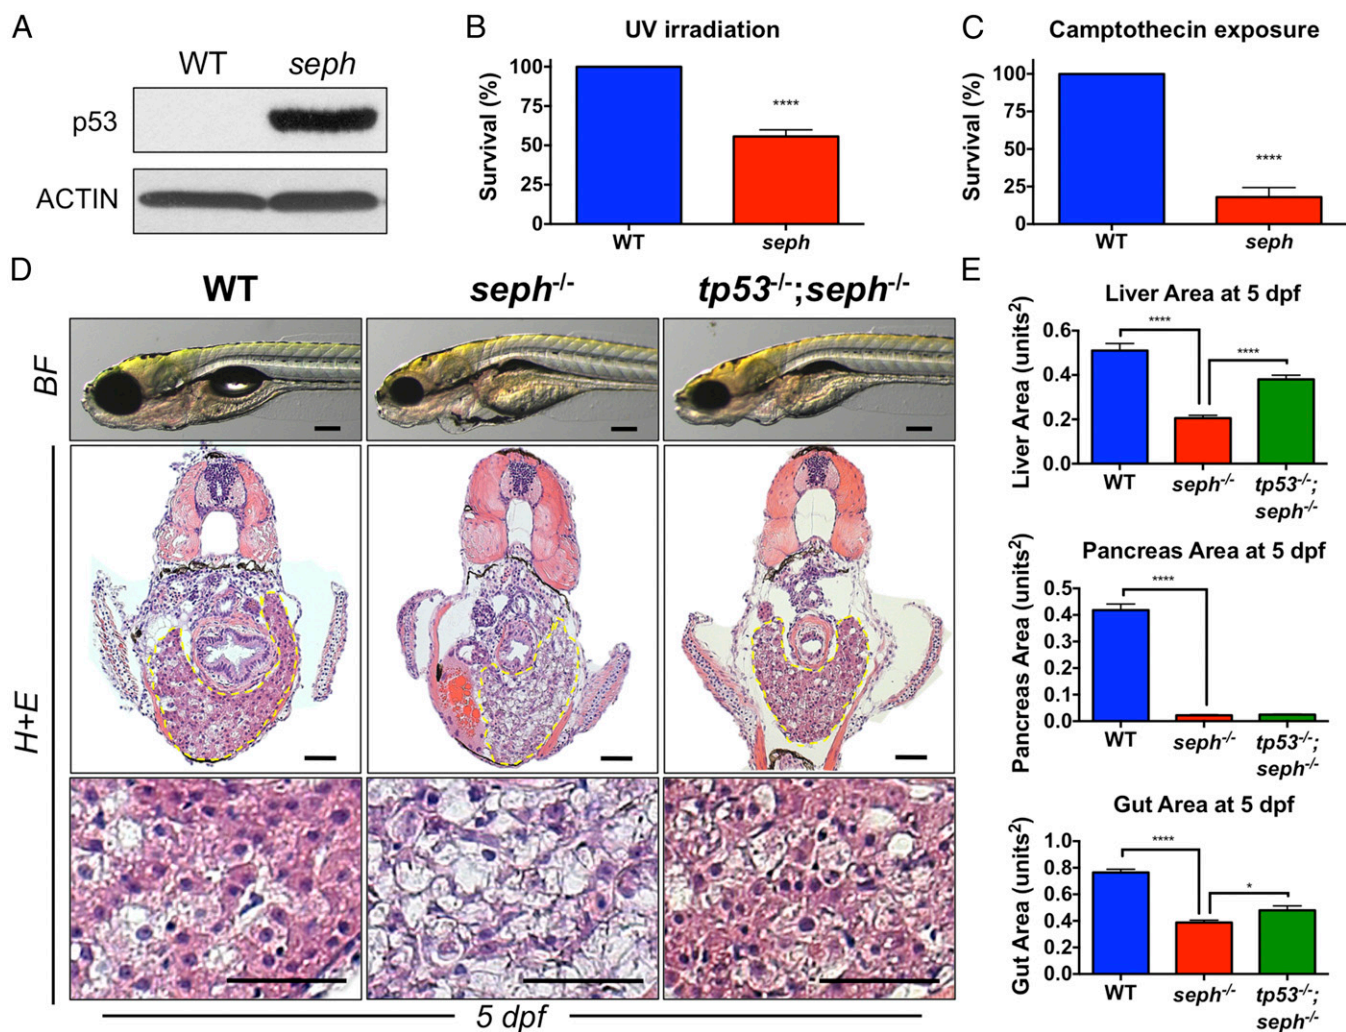 A
WT seph
p53
ACTIN
B
UV irradiation
Survival (%)
100
75
50
25
0
****
WT seph
C
Camptothecin exposure
Survival (%)
100
75
50
25
0
****
WT seph
D
WT seph-/- tp53-/-;seph-/-
BF
H+E
5 dpf
E
Liver Area at 5 dpf
Liver Area (units²)
0.6
0.4
0.2
0.0
**** ****
WT seph-/- tp53-/-;
seph-/-
Pancreas Area at 5 dpf
Pancreas Area (units²)
0.5
0.4
0.3
0.2
0.1
0.0
****
WT seph-/- tp53-/-;
seph-/-
Gut Area at 5 dpf
Gut Area (units²)
1.0
0.8
0.6
0.4
0.2
0.0
**** *
WT seph-/- tp53-/-;
seph-/-